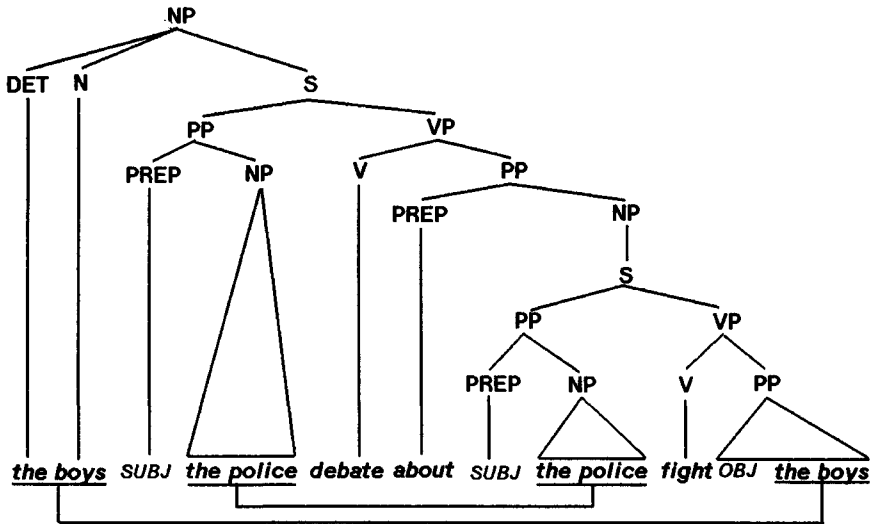 NP
DET N S
PP VP
PREP NP V PP
PREP NP
S
PP VP
PREP NP V PP
the boys SUBJ the police debate about SUBJ the police fight OBJ the boys